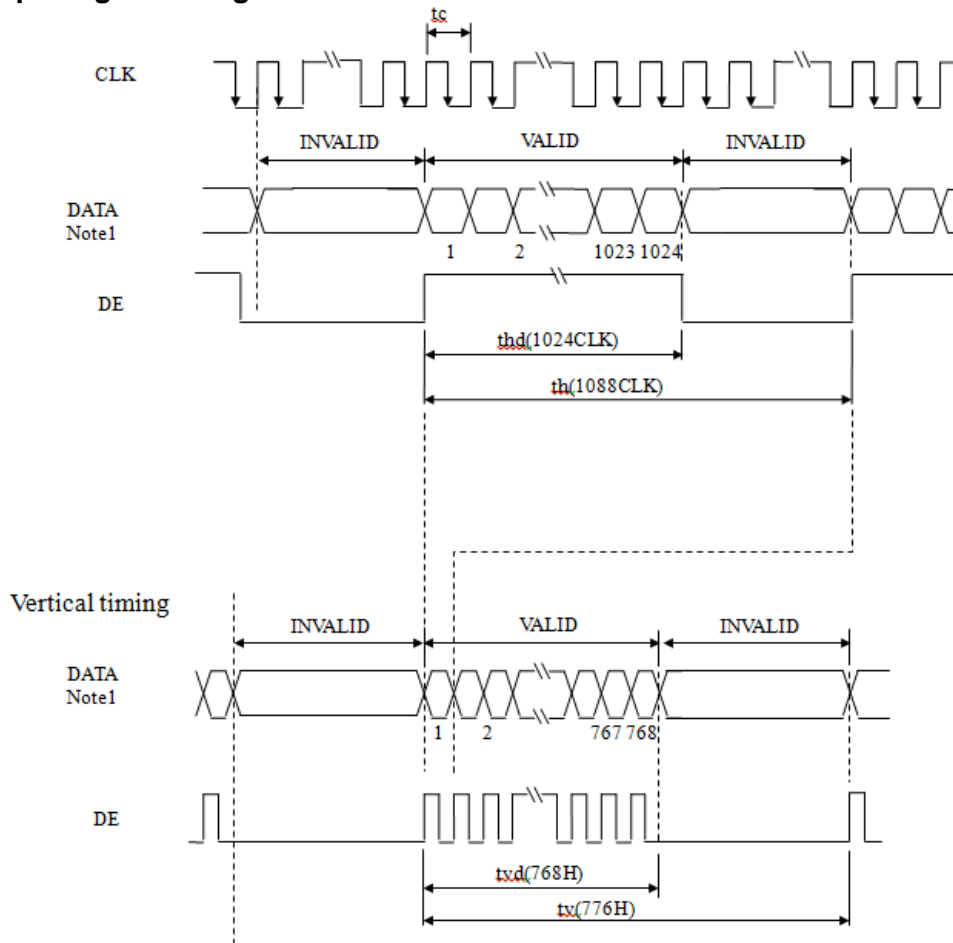 tc
CLK
INVALID VALID INVALID
DATA
Note1
1 2 1023 1024
DE
thd(1024CLK)
th(1088CLK)
Vertical timing
INVALID VALID INVALID
DATA
Note1
1 2 767 768
DE
tvd(768H)
tv(776H)